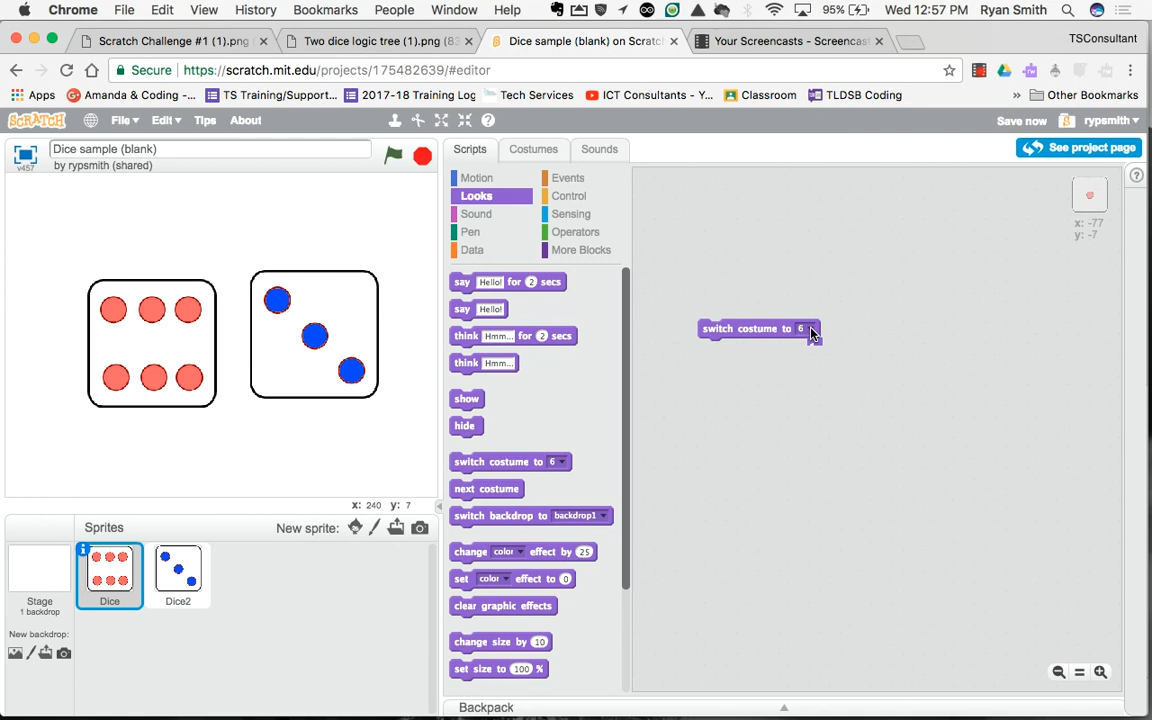 Chrome File Edit View History Bookmarks People Window Help 95% Wed 12:57 PM Ryan Smith
Scratch Challenge #1 (1).png Two dice logic tree (1).png (83 Dice sample (blank) on Scratch Your Screencasts - Screencas TSConsultant
Secure https://scratch.mit.edu/projects/175482639/#editor
Apps Amanda & Coding -... TS Training/Support... 2017-18 Training Log Tech Services ICT Consultants - Y... Classroom TLDSB Coding » Other Bookmarks
SCRATCH File Edit Tips About Save now rypsmith
Dice sample (blank) Scripts Costumes Sounds See project page
by rypsmith (shared)
v457
Motion Events
Looks Control
Sound Sensing
Pen Operators
Data More Blocks
x: -77
y: -7
say Hello! for 2 secs
say Hello!
think Hmm... for 2 secs
think Hmm...
show
hide
switch costume to 6
next costume
switch backdrop to backdrop1
change color effect by 25
set color effect to 0
clear graphic effects
change size by 10
set size to 100 %
switch costume to 6
x: 240 y: 7
Sprites New sprite:
Stage
1 backdrop
New backdrop:
Dice Dice2
Backpack